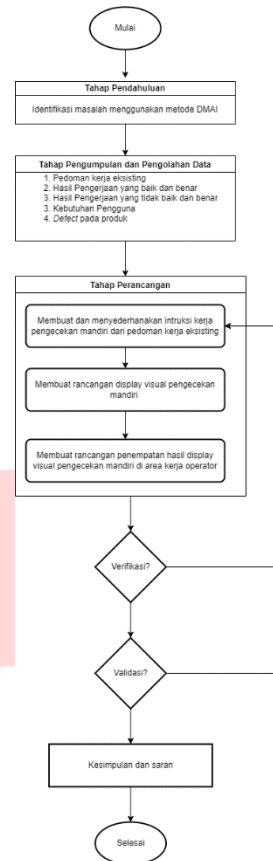 Mulai
Tahap Pendahuluan
Identifikasi masalah menggunakan metode DMAI
Tahap Pengumpulan dan Pengolahan Data
1. Pedoman kerja eksisting
2. Hasil Pengerjaan yang baik dan benar
3. Hasil Pengerjaan yang tidak baik dan benar
3. Kebutuhan Pengguna
4. Defect pada produk
Tahap Perancangan
Membuat dan menyederhanakan intruksi kerja
pengecekan mandiri dari pedoman kerja eksisting
Membuat rancangan display visual pengecekan
mandiri
Membuat rancangan penempatan hasil display
visual pengecekan mandiri di area kerja operator
Verifikasi?
Validasi?
Kesimpulan dan saran
Selesai